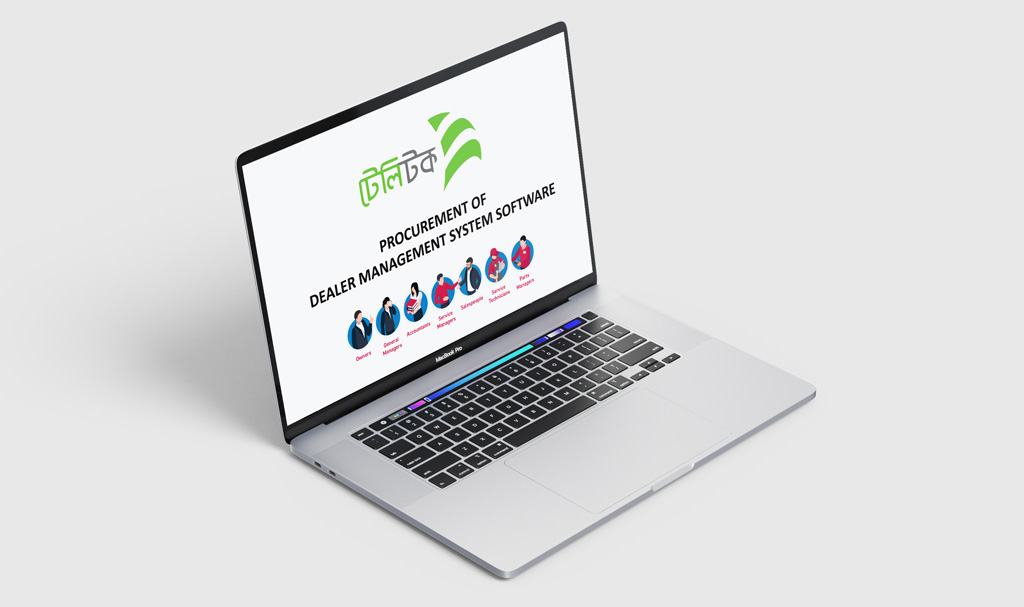 টেলিটক
PROCUREMENT OF
DEALER MANAGEMENT SYSTEM SOFTWARE
Owners
General
Managers
Accountants
Service
Managers
Salespeople
Service
Technicians
Parts
Managers
MacBook Pro